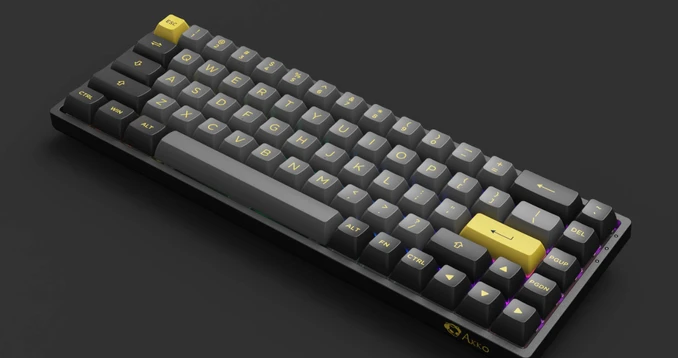 ESC
Q W E R T Y U I O P
A S D F G H J K L
Z X C V B N M
CTRL WIN ALT
ALT FN CTRL
DEL
PGUP
PGDN
AKKO